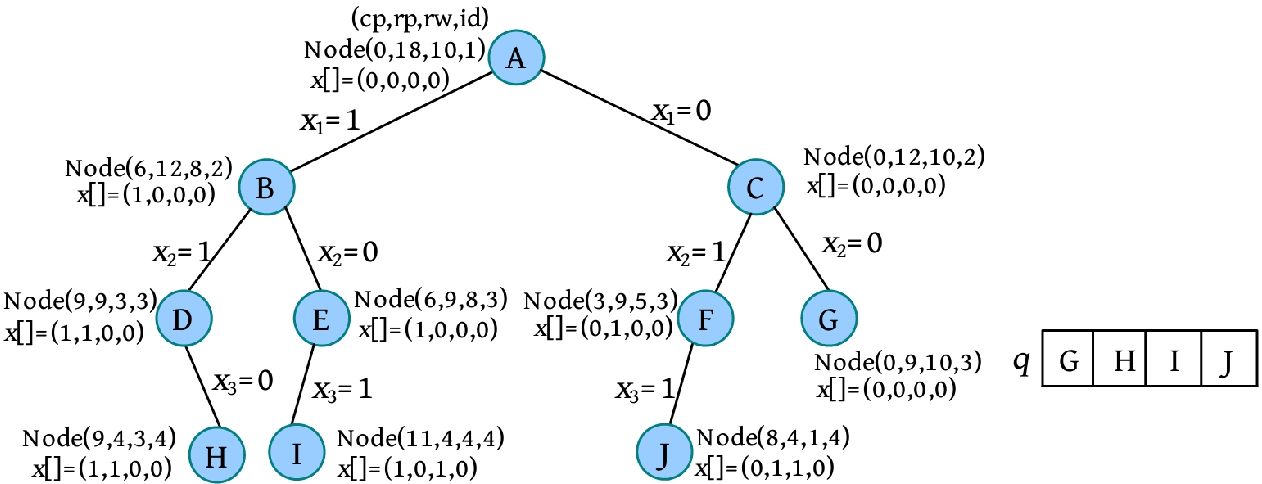 (cp,rp,rw,id)
Node(0,18,10,1)
x[]=(0,0,0,0)
A
x₁=1
x₁=0
Node(6,12,8,2)
x[]=(1,0,0,0)
B
C
Node(0,12,10,2)
x[]=(0,0,0,0)
x₂=1
x₂=0
x₂=1
x₂=0
Node(9,9,3,3)
x[]=(1,1,0,0)
D
E
Node(6,9,8,3)
x[]=(1,0,0,0)
Node(3,9,5,3)
x[]=(0,1,0,0)
F
G
Node(0,9,10,3)
x[]=(0,0,0,0)
q G H I J
x₃=0
x₃=1
x₃=1
Node(9,4,3,4)
x[]=(1,1,0,0)
H
I
Node(11,4,4,4)
x[]=(1,0,1,0)
J
Node(8,4,1,4)
x[]=(0,1,1,0)